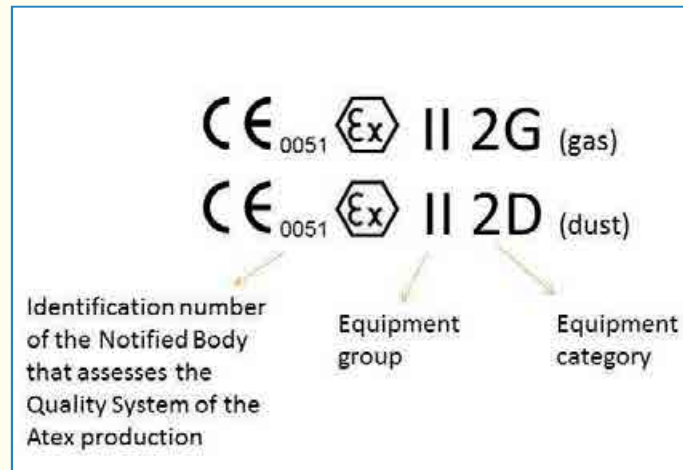 CE 0051 Ex II 2G (gas)
CE 0051 Ex II 2D (dust)
Identification number
of the Notified Body
that assesses the
Quality System of the
Atex production
Equipment
group
Equipment
category